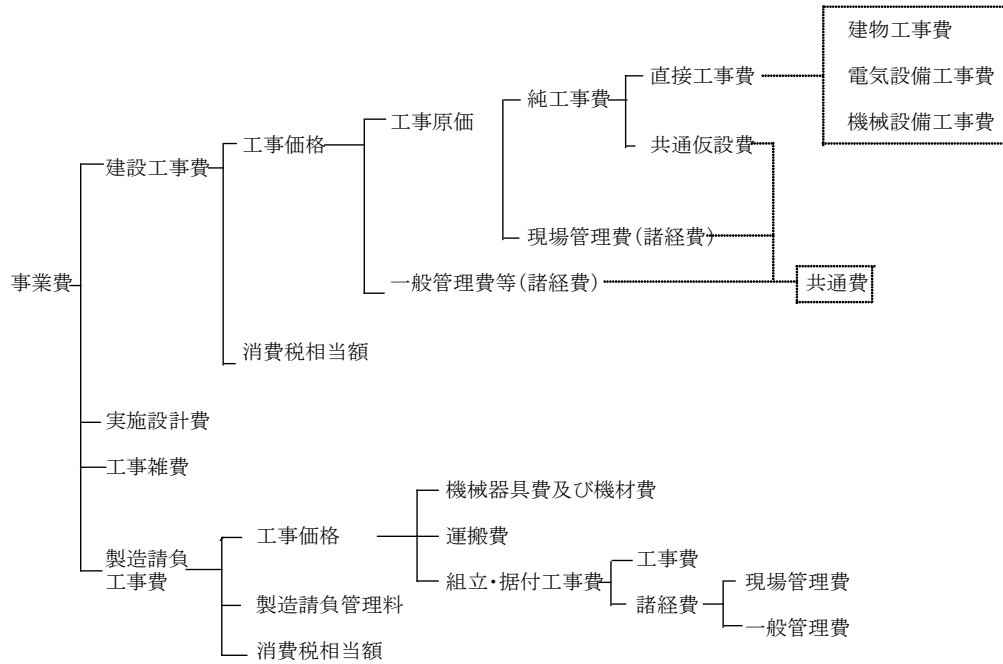 建物工事費
電気設備工事費
機械設備工事費
直接工事費
純工事費
共通仮設費
工事原価
工事価格
建設工事費
現場管理費(諸経費)
一般管理費等(諸経費)
共通費
事業費
消費税相当額
実施設計費
工事雑費
製造請負
工事費
工事価格
機械器具費及び機材費
運搬費
組立・据付工事費
工事費
諸経費
現場管理費
一般管理費
製造請負管理料
消費税相当額